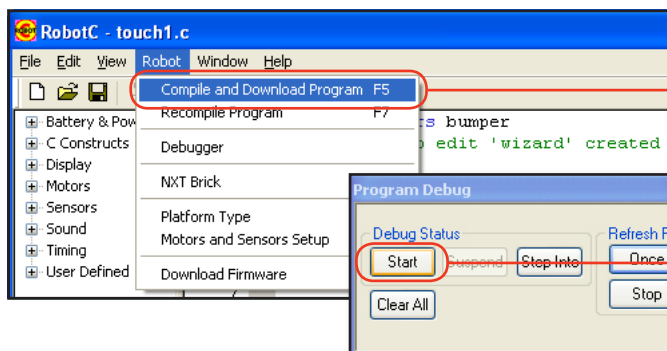 RobotC - touch1.c
File Edit View Robot Window Help
Compile and Download Program F5
Recompile Program F7
Debugger
NXT Brick
Platform Type
Motors and Sensors Setup
Download Firmware
Battery & Pow
C Constructs
Display
Motors
Sensors
Sound
Timing
User Defined
rs bumper
o edit 'wizard' created
7
Program Debug
Debug Status
Start Suspend Step Into
Clear All
Refresh R
Once
Stop